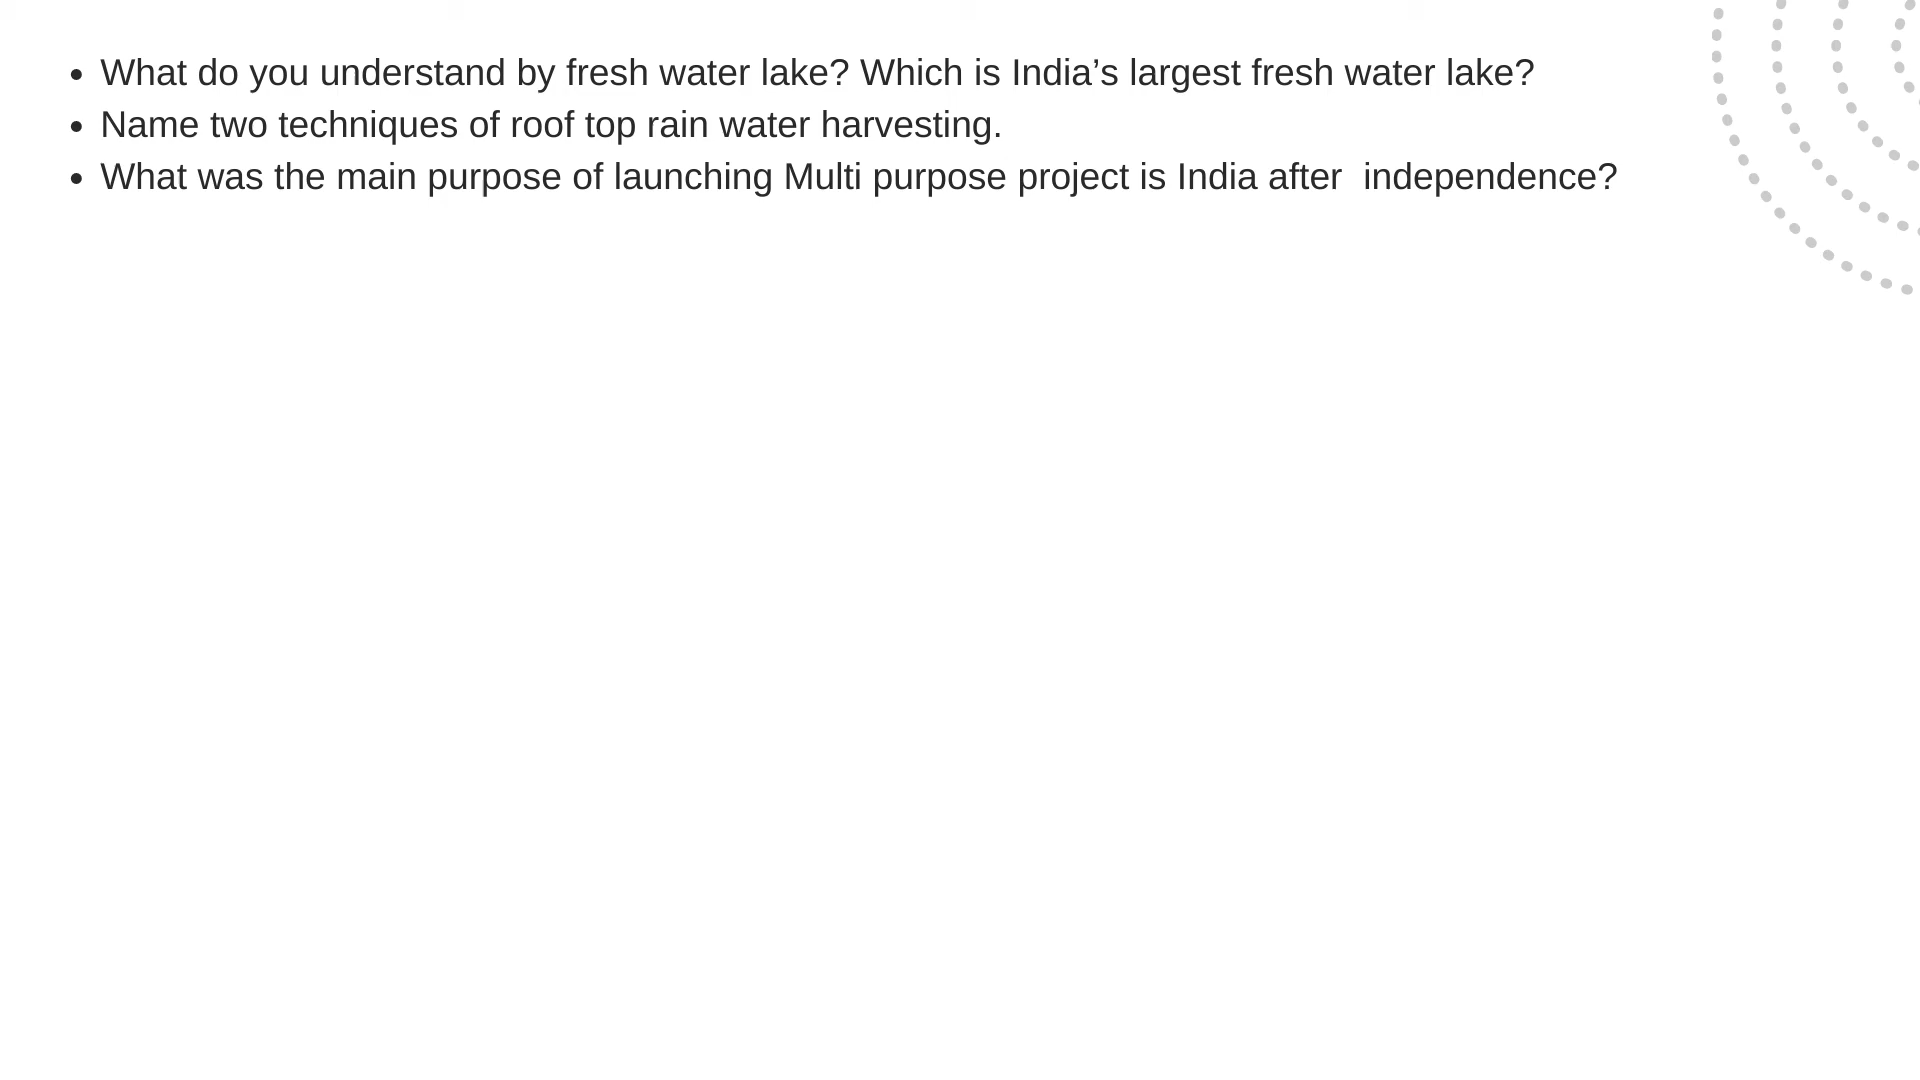 • What do you understand by fresh water lake? Which is India’s largest fresh water lake?
• Name two techniques of roof top rain water harvesting.
• What was the main purpose of launching Multi purpose project is India after  independence?